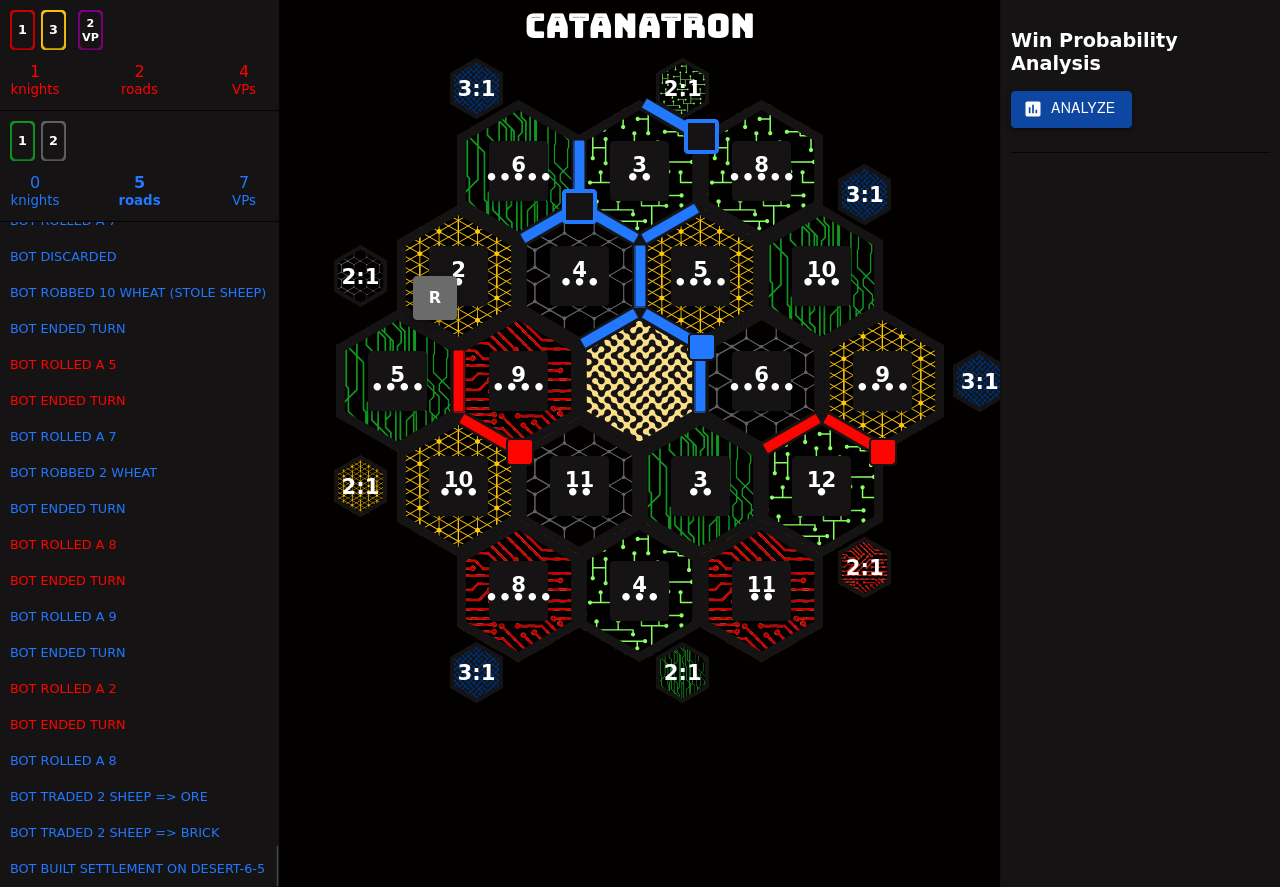 1 3 2 VP
1 2 4
knights roads VPs
1 2
0 5 7
knights roads VPs
BOT ROLLED A 7
BOT DISCARDED
BOT ROBBED 10 WHEAT (STOLE SHEEP)
BOT ENDED TURN
BOT ROLLED A 5
BOT ENDED TURN
BOT ROLLED A 7
BOT ROBBED 2 WHEAT
BOT ENDED TURN
BOT ROLLED A 8
BOT ENDED TURN
BOT ROLLED A 9
BOT ENDED TURN
BOT ROLLED A 2
BOT ENDED TURN
BOT ROLLED A 8
BOT TRADED 2 SHEEP => ORE
BOT TRADED 2 SHEEP => BRICK
BOT BUILT SETTLEMENT ON DESERT-6-5
CATANATRON
3:1 2:1
6 3 8
3:1
2:1 2 4 5 10
R
5 9 6 9 3:1
2:1 10 11 3 12
2:1
8 4 11
3:1 2:1
Win Probability
Analysis
ANALYZE